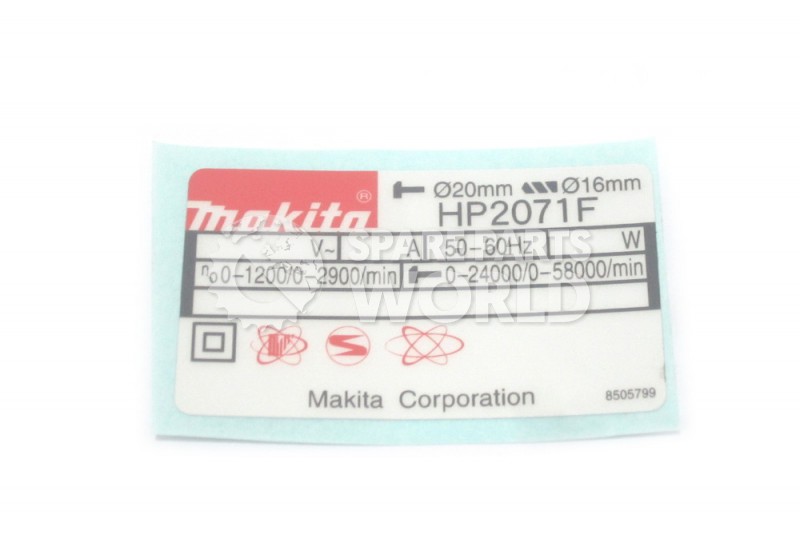 makita®
Ø20mm Ø16mm
HP2071F
V~ A 50-60Hz W
n₀ 0-1200/0-2900/min 0-24000/0-58000/min
Makita Corporation
8505799
SPARE PARTS
WORLD